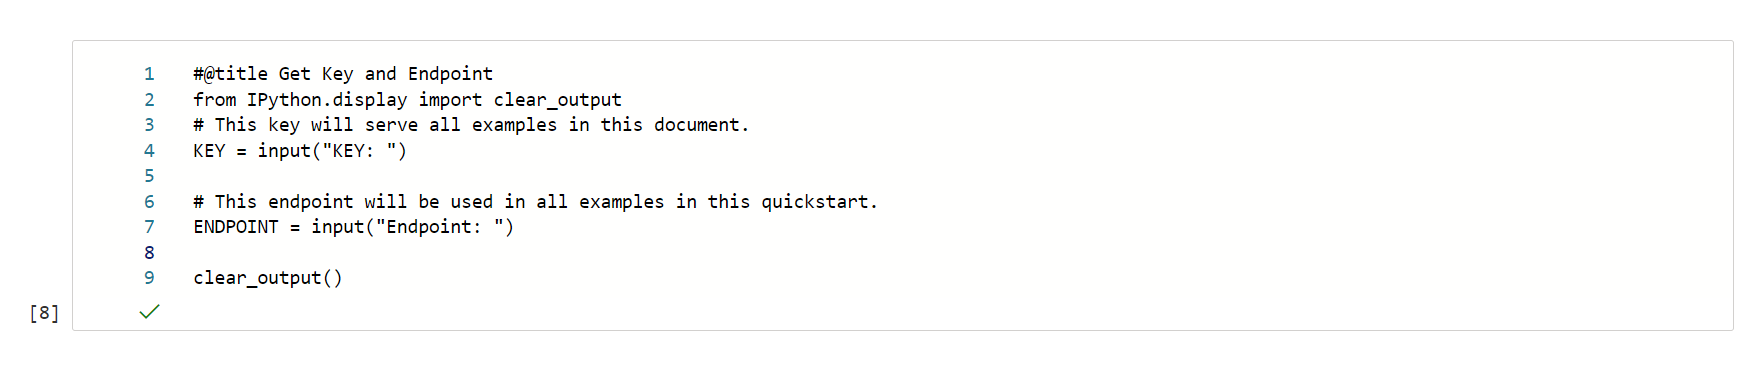 1 #@title Get Key and Endpoint
2 from IPython.display import clear_output
3 # This key will serve all examples in this document.
4 KEY = input("KEY: ")
5
6 # This endpoint will be used in all examples in this quickstart.
7 ENDPOINT = input("Endpoint: ")
8
9 clear_output()
[8]